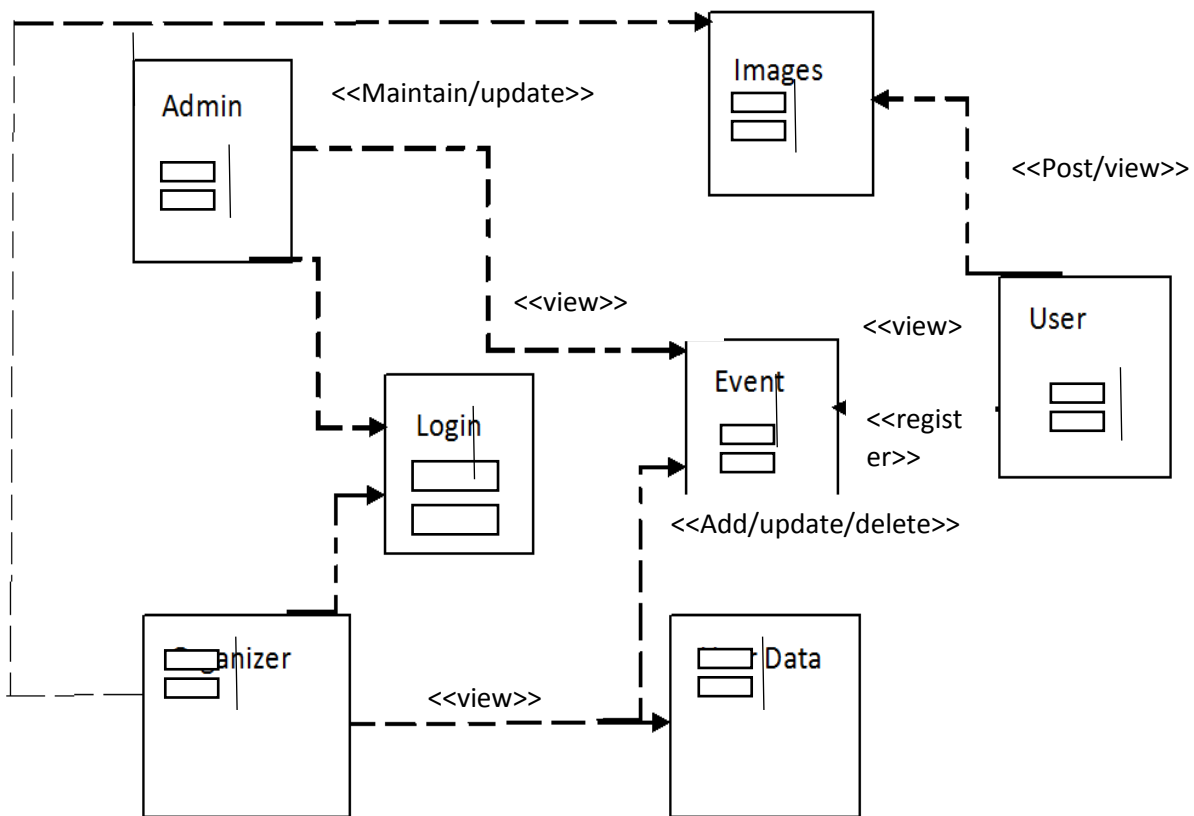 Images
Admin
<<Maintain/update>>
<<Post/view>>
<<view>>
<<view>
User
Event
Login
<<regist
er>>
<<Add/update/delete>>
Data
<<view>>